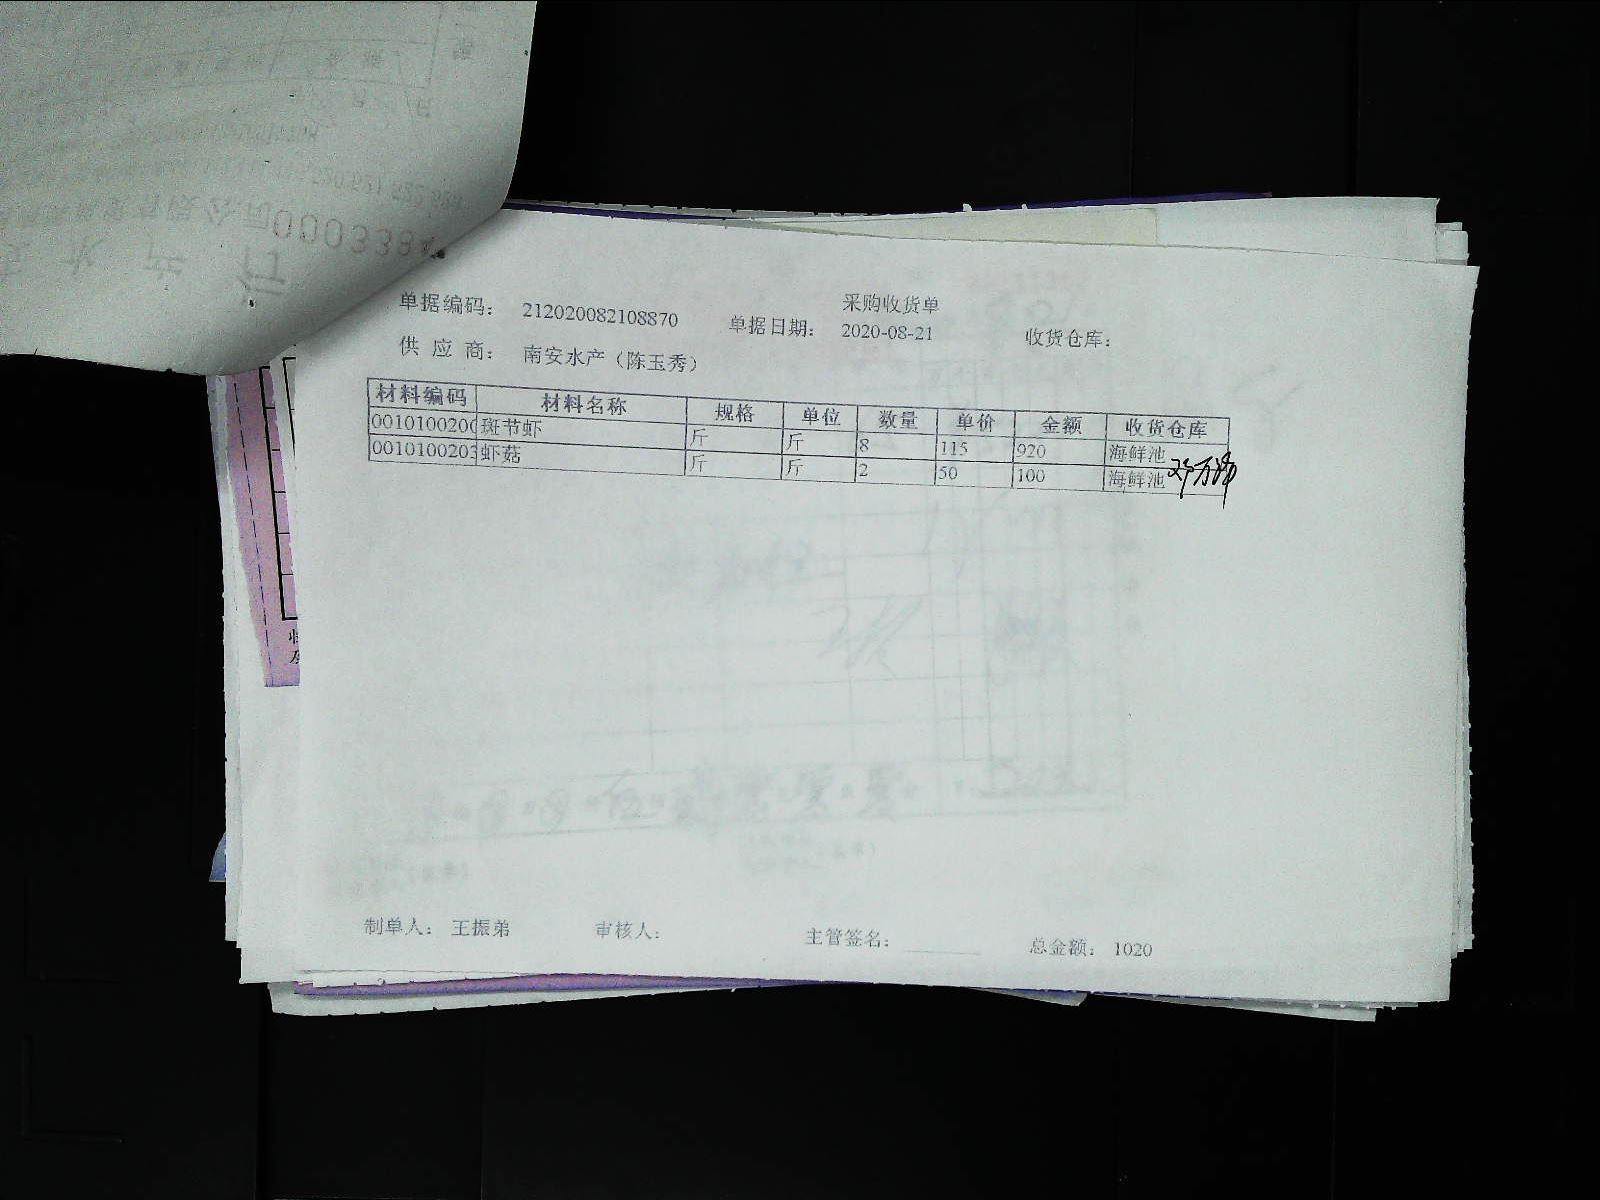 采购收货单
单据编码： 212020082108870 单据日期： 2020-08-21 收货仓库：
供 应 商： 南安水产（陈玉秀）
材料编码 材料名称 规格 单位 数量 单价 金额 收货仓库
0010100200 斑节虾 斤 斤 8 115 920 海鲜池
0010100203 虾菇 斤 斤 2 50 100 海鲜池
制单人： 王振弟 审核人： 主管签名： 总金额： 1020